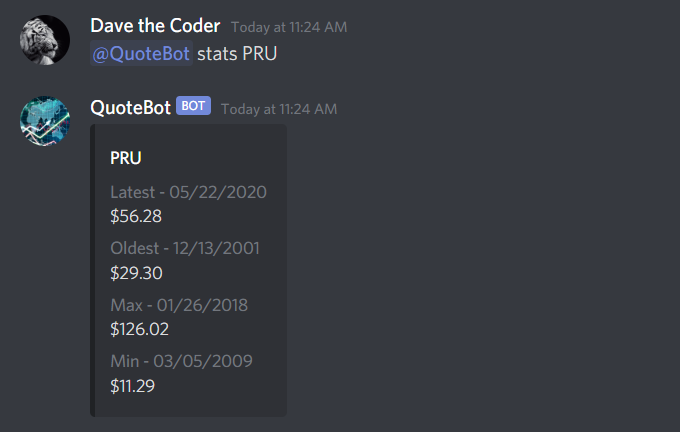 Dave the Coder Today at 11:24 AM
@QuoteBot stats PRU
QuoteBot BOT Today at 11:24 AM
PRU
Latest - 05/22/2020
$56.28
Oldest - 12/13/2001
$29.30
Max - 01/26/2018
$126.02
Min - 03/05/2009
$11.29